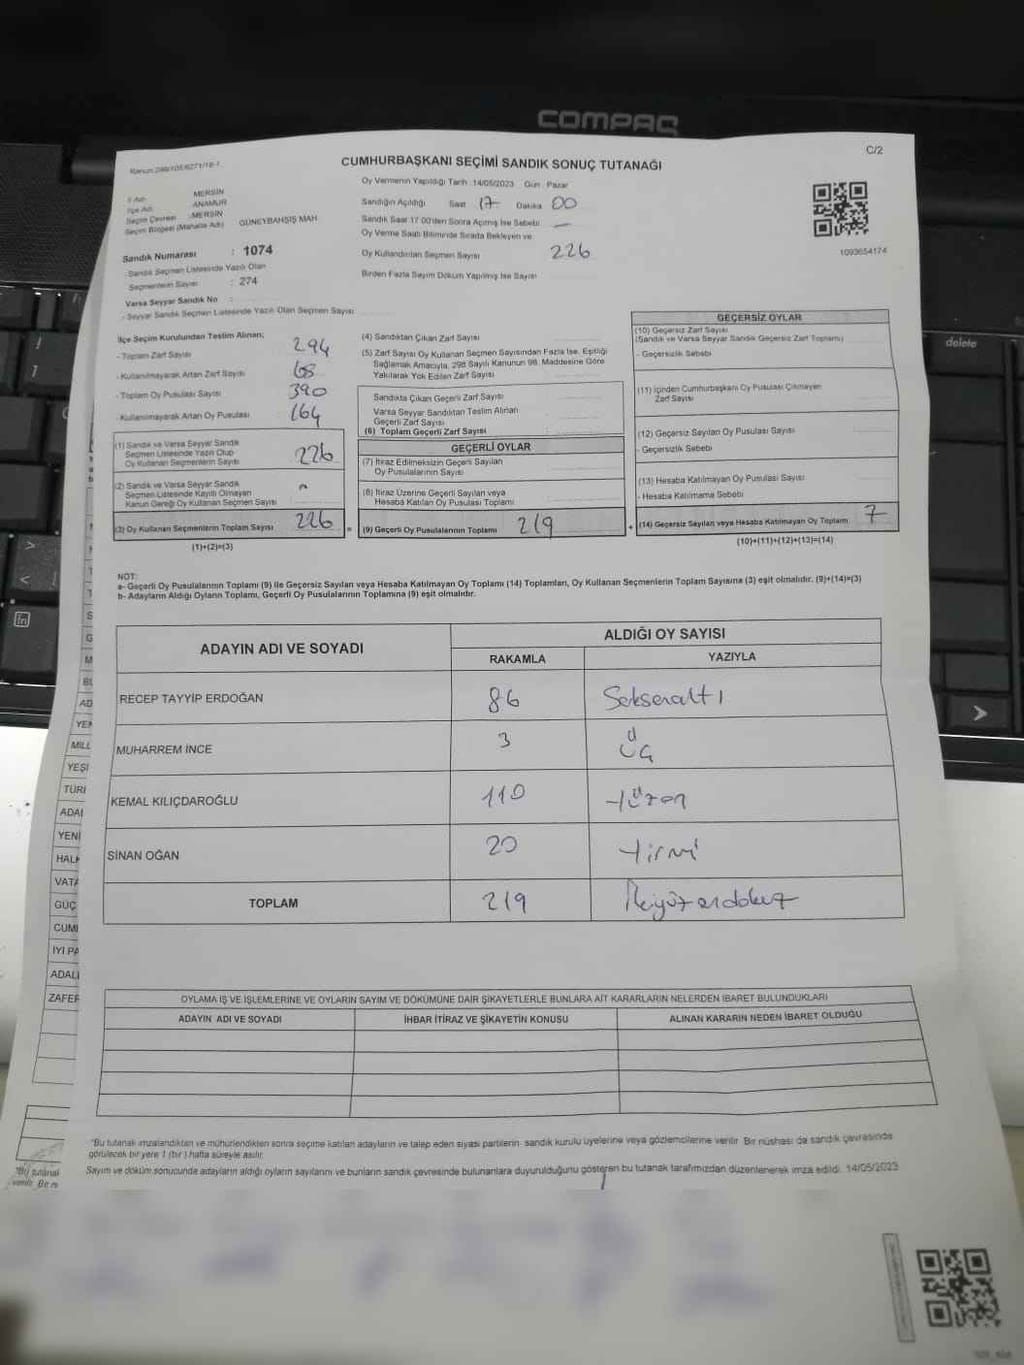 COMPAQ
delete
C/2
CUMHURBAŞKANI SEÇİMİ SANDIK SONUÇ TUTANAĞI
Oy Vermenin Yapıldığı Tarih :14/05/2023 Gün : Pazar
İl Adı MERSİN
İlçe Adı ANAMUR
Seçim Çevresi :MERSİN
Seçim Bölgesi (Mahalle Adı) GÜNEYBAHŞİŞ MAH.
Sandığın Açıldığı Saat 17 Dakika 00
Sandık Saat 17.00'den Sonra Açılmış İse Sebebi —
Oy Verme Saati Bitiminde Sırada Bekleyen ve
Oy Kullandırılan Seçmen Sayısı 226
Birden Fazla Sayım Döküm Yapılmış İse Sayısı
1093654174
Sandık Numarası : 1074
- Sandık Seçmen Listesinde Yazılı Olan
Seçmenlerin Sayısı : 274
Varsa Seyyar Sandık No :
- Seyyar Sandık Seçmen Listesinde Yazılı Olan Seçmen Sayısı
İlçe Seçim Kurulundan Teslim Alınan;
- Toplam Zarf Sayısı 294
- Kullanılmayarak Artan Zarf Sayısı 68
- Toplam Oy Pusulası Sayısı 390
- Kullanılmayarak Artan Oy Pusulası 164
(1) Sandık ve Varsa Seyyar Sandık
Seçmen Listesinde Yazılı Olup
Oy Kullanan Seçmenlerin Sayısı 226
(2) Sandık ve Varsa Seyyar Sandık
Seçmen Listesinde Kayıtlı Olmayan
Kanun Gereği Oy Kullanan Seçmen Sayısı
(3) Oy Kullanan Seçmenlerin Toplam Sayısı 226 =
(1)+(2)=(3)
(4) Sandıktan Çıkan Zarf Sayısı
(5) Zarf Sayısı Oy Kullanan Seçmen Sayısından Fazla İse, Eşitliği
Sağlamak Amacıyla, 298 Sayılı Kanunun 98. Maddesine Göre
Yakılarak Yok Edilen Zarf Sayısı
Sandıkta Çıkan Geçerli Zarf Sayısı
Varsa Seyyar Sandıktan Teslim Alınan
Geçerli Zarf Sayısı
(6) Toplam Geçerli Zarf Sayısı
GEÇERLİ OYLAR
(7) İtiraz Edilmeksizin Geçerli Sayılan
Oy Pusulalarının Sayısı
(8) İtiraz Üzerine Geçerli Sayılan veya
Hesaba Katılan Oy Pusulası Toplamı
(9) Geçerli Oy Pusulalarının Toplamı 219 +
GEÇERSİZ OYLAR
(10) Geçersiz Zarf Sayısı
(Sandık ve Varsa Seyyar Sandık Geçersiz Zarf Toplamı)
- Geçersizlik Sebebi
(11) İçinden Cumhurbaşkanı Oy Pusulası Çıkmayan
Zarf Sayısı
(12) Geçersiz Sayılan Oy Pusulası Sayısı
- Geçersizlik Sebebi
(13) Hesaba Katılmayan Oy Pusulası Sayısı
- Hesaba Katılmama Sebebi
(14) Geçersiz Sayılan veya Hesaba Katılmayan Oy Toplamı 7
(10)+(11)+(12)+(13)=(14)
NOT:
a- Geçerli Oy Pusulalarının Toplamı (9) ile Geçersiz Sayılan veya Hesaba Katılmayan Oy Toplamı (14) Toplamları, Oy Kullanan Seçmenlerin Toplam Sayısına (3) eşit olmalıdır. (9)+(14)=(3)
b- Adayların Aldığı Oyların Toplamı, Geçerli Oy Pusulalarının Toplamına (9) eşit olmalıdır.
ADAYIN ADI VE SOYADI ALDIĞI OY SAYISI
RAKAMLA YAZIYLA
RECEP TAYYİP ERDOĞAN 86 Seksenaltı
MUHARREM İNCE 3 üç
KEMAL KILIÇDAROĞLU 110 yüzon
SİNAN OĞAN 20 yirmi
TOPLAM 219 İkiyüzondokuz
OYLAMA İŞ VE İŞLEMLERİNE VE OYLARIN SAYIM VE DÖKÜMÜNE DAİR ŞİKAYETLERLE BUNLARA AİT KARARLARIN NELERDEN İBARET BULUNDUKLARI
ADAYIN ADI VE SOYADI İHBAR İTİRAZ VE ŞİKAYETİN KONUSU ALINAN KARARIN NEDEN İBARET OLDUĞU
*Bu tutanak imzalandıktan ve mühürlendikten sonra seçime katılan adayların ve talep eden siyasi partilerin sandık kurulu üyelerine veya gözlemcilerine verilir. Bir nüshası da sandık çevresinde
görülecek bir yere 1 (bir) hafta süreyle asılır.
Sayım ve döküm sonucunda adayların aldığı oyların sayılarını ve bunların sandık çevresinde bulunanlara duyurulduğunu gösteren bu tutanak tarafımızdan düzenlenerek imza edildi. 14/05/2023
AD
YEN
MİLL
YEŞİ
TÜRİ
ADAI
YENİ
HALK
VATA
GÜÇ
CUM
İYİ PA
ADALI
ZAFER